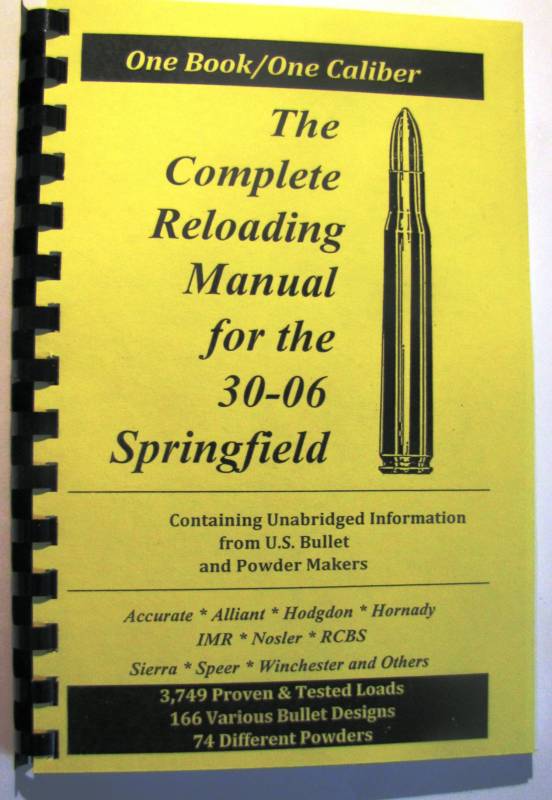 One Book/One Caliber
The
Complete
Reloading
Manual
for the
30-06
Springfield
Containing Unabridged Information
from U.S. Bullet
and Powder Makers
Accurate * Alliant * Hodgdon * Hornady
IMR * Nosler * RCBS
Sierra * Speer * Winchester and Others
3,749 Proven & Tested Loads
166 Various Bullet Designs
74 Different Powders